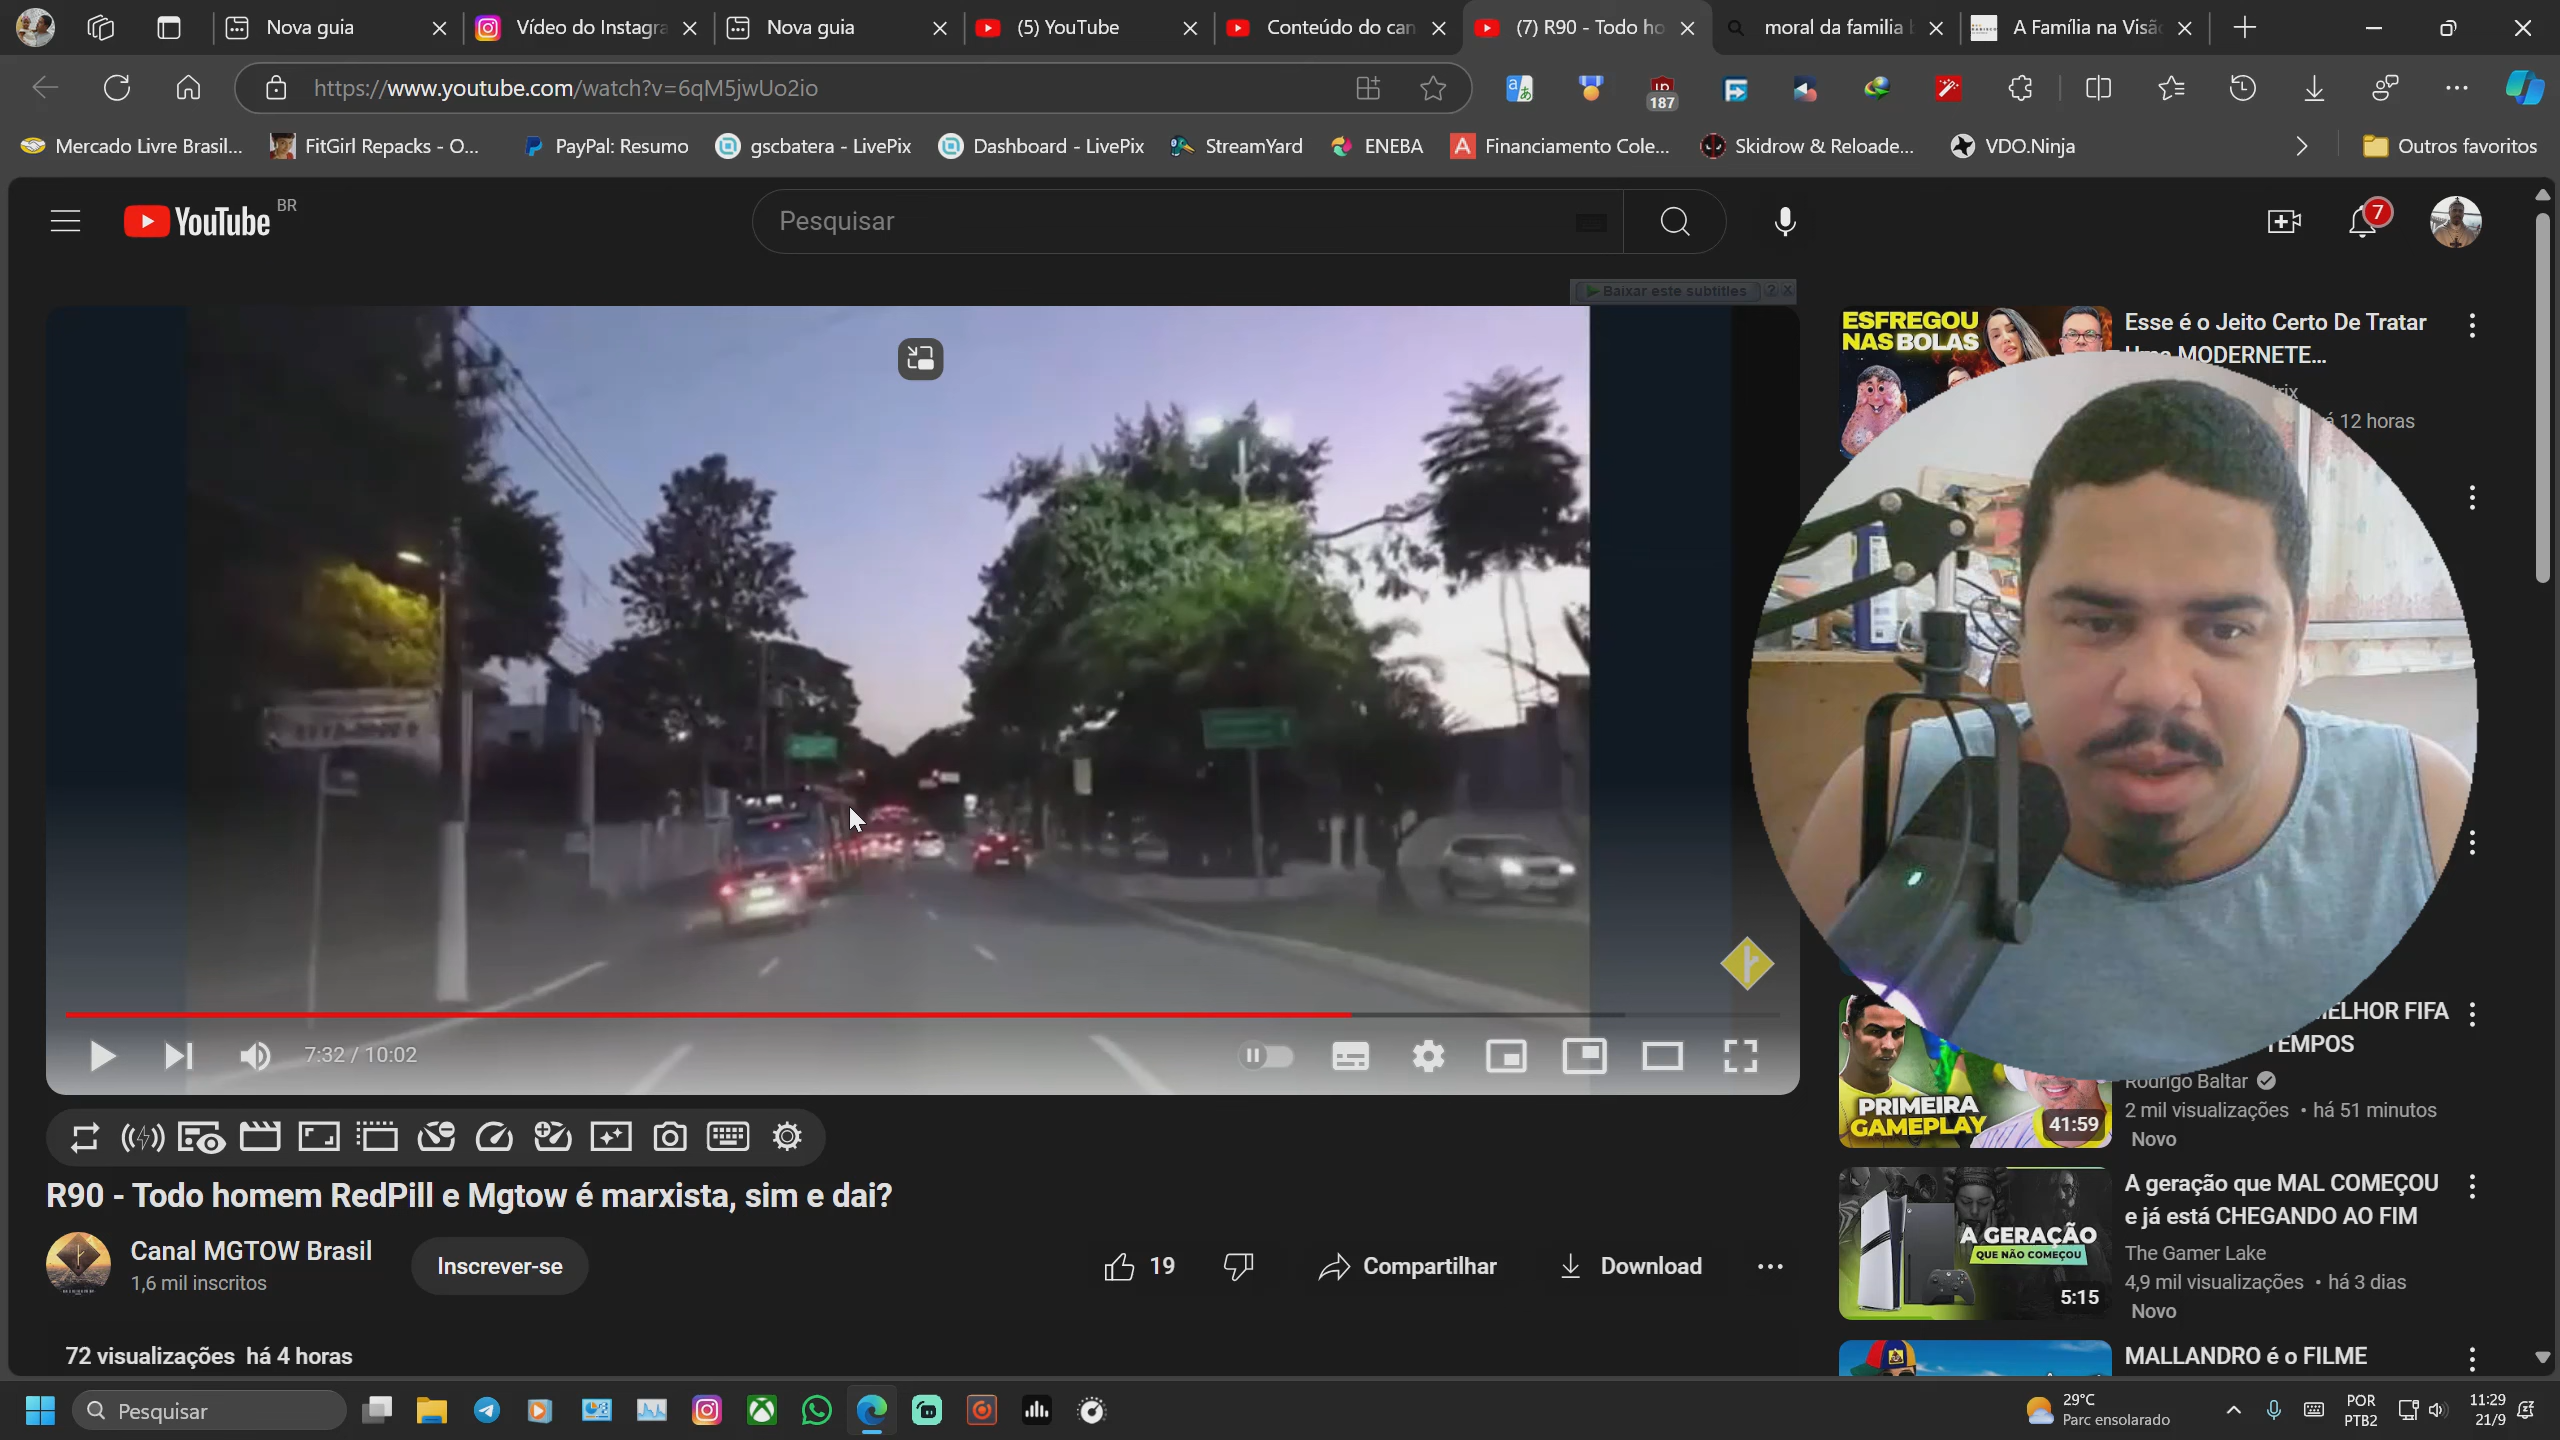 Nova guia
Vídeo do Instagra
Nova guia
(5) YouTube
Conteúdo do can
(7) R90 - Todo ho
moral da familia
A Família na Visã
https://www.youtube.com/watch?v=6qM5jwUo2io
187
Mercado Livre Brasil...
FitGirl Repacks - O...
PayPal: Resumo
gscbatera - LivePix
Dashboard - LivePix
StreamYard
ENEBA
Financiamento Cole...
Skidrow & Reloade...
VDO.Ninja
Outros favoritos
YouTube BR
Pesquisar
7
Baixar este subtitles
ESFREGOU
NAS BOLAS
Esse é o Jeito Certo De Tratar
MODERNETE...
há 12 horas
7:32 / 10:02
MELHOR FIFA
TEMPOS
Rodrigo Baltar
2 mil visualizações • há 51 minutos
Novo
PRIMEIRA
GAMEPLAY
41:59
R90 - Todo homem RedPill e Mgtow é marxista, sim e dai?
Canal MGTOW Brasil
1,6 mil inscritos
Inscrever-se
19
Compartilhar
Download
A geração que MAL COMEÇOU
e já está CHEGANDO AO FIM
The Gamer Lake
4,9 mil visualizações • há 3 dias
Novo
A GERAÇÃO
QUE NÃO COMEÇOU
5:15
72 visualizações há 4 horas
MALLANDRO é o FILME
Pesquisar
29°C
Parc ensolarado
POR
PTB2
11:29
21/9